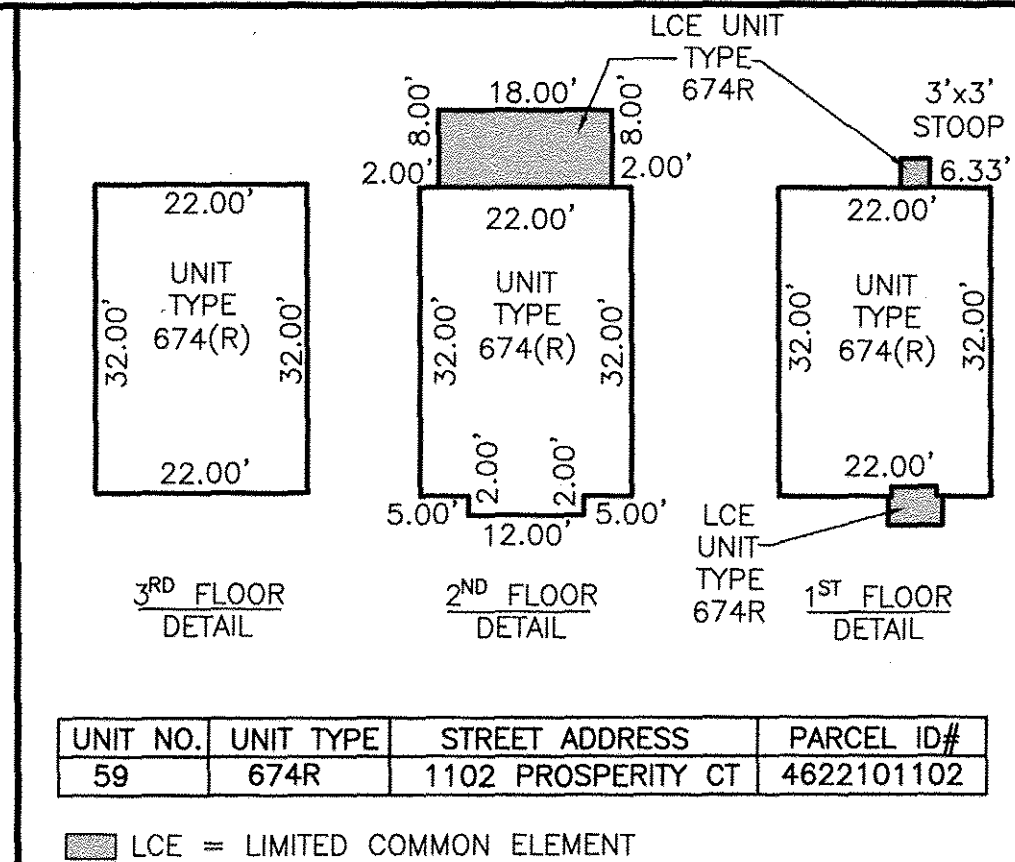 LCE UNIT
TYPE
674R
3'x3'
STOOP
6.33'
18.00'
8.00'
8.00'
2.00'
2.00'
22.00'
UNIT
TYPE
674(R)
32.00'
32.00'
22.00'
3RD FLOOR
DETAIL
22.00'
UNIT
TYPE
674(R)
32.00'
32.00'
2.00'
2.00'
5.00'
12.00'
5.00'
2ND FLOOR
DETAIL
22.00'
UNIT
TYPE
674(R)
32.00'
32.00'
22.00'
LCE
UNIT
TYPE
674R
1ST FLOOR
DETAIL
UNIT NO. UNIT TYPE STREET ADDRESS PARCEL ID#
59 674R 1102 PROSPERITY CT 4622101102
LCE = LIMITED COMMON ELEMENT